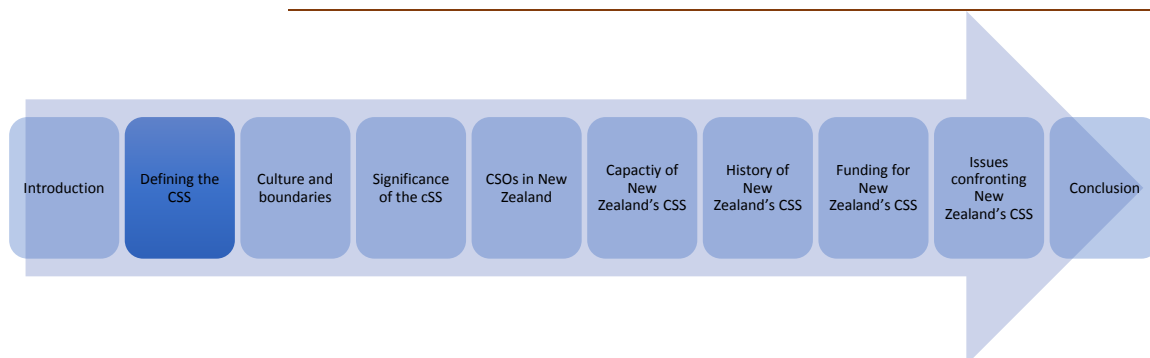 Introduction
Defining the
CSS
Culture and
boundaries
Significance
of the cSS
CSOs in New
Zealand
Capactiy of
New
Zealand's CSS
History of
New
Zealand's CSS
Funding for
New
Zealand's CSS
Issues
confronting
New
Zealand's CSS
Conclusion